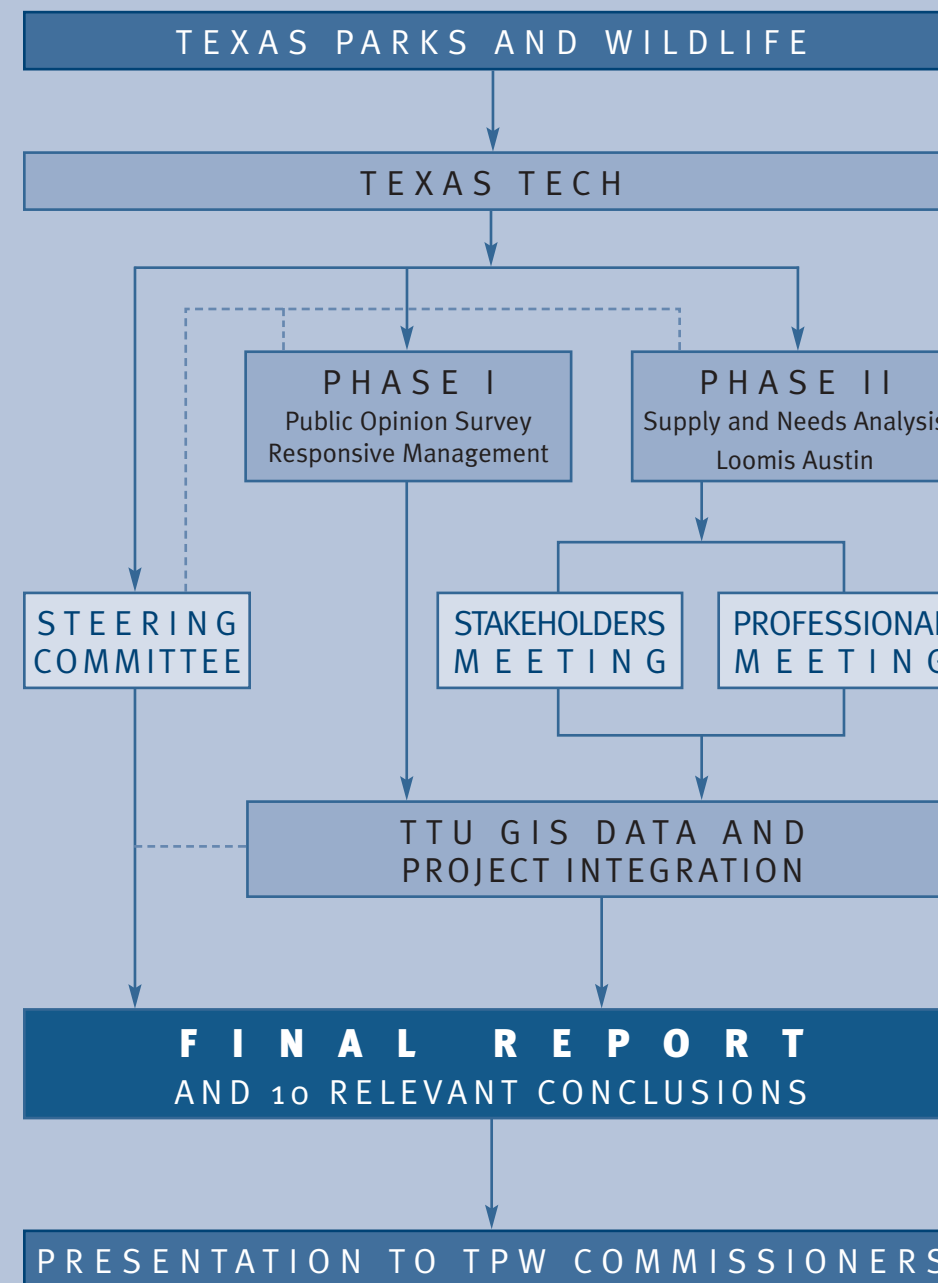 TEXAS PARKS AND WILDLIFE
TEXAS TECH
PHASE I
Public Opinion Survey
Responsive Management
PHASE II
Supply and Needs Analysis
Loomis Austin
STEERING
COMMITTEE
STAKEHOLDERS
MEETING
PROFESSIONAL
MEETING
TTU GIS DATA AND
PROJECT INTEGRATION
FINAL REPORT
AND 10 RELEVANT CONCLUSIONS
PRESENTATION TO TPW COMMISSIONERS